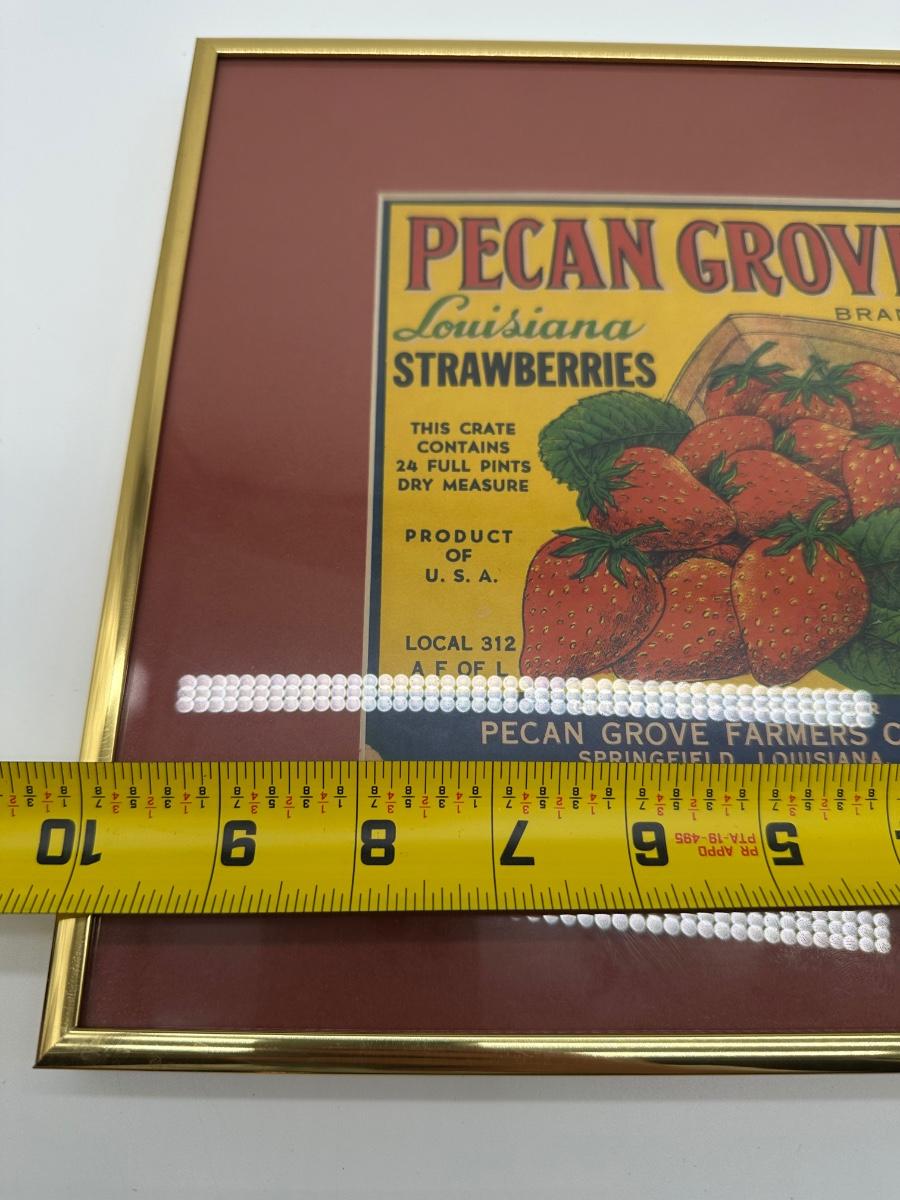 PECAN GROVE
Louisiana
BRAN
STRAWBERRIES
THIS CRATE
CONTAINS
24 FULL PINTS
DRY MEASURE
PRODUCT
OF
U. S. A.
LOCAL 312
A F OF L
PECAN GROVE FARMERS C
SPRINGFIELD, LOUISIANA
10 9 8 7 6 5
PR APPD
PTA-19-495